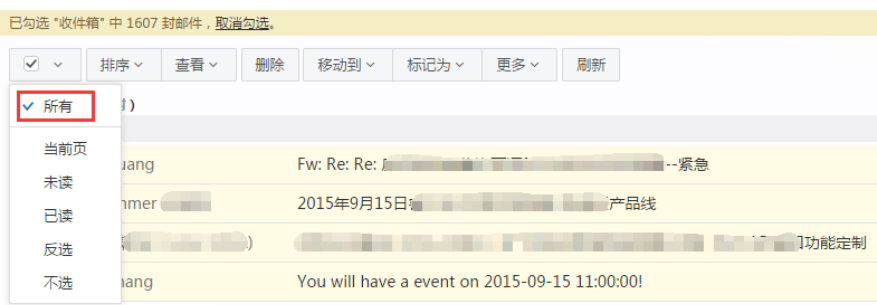 已勾选 "收件箱" 中 1607 封邮件，取消勾选。
排序 查看 删除 移动到 标记为 更多 刷新
所有
)
当前页
uang Fw: Re: Re: --紧急
未读
mmer 2015年9月15日 产品线
已读
反选 ) 功能定制
不选 ang You will have a event on 2015-09-15 11:00:00!